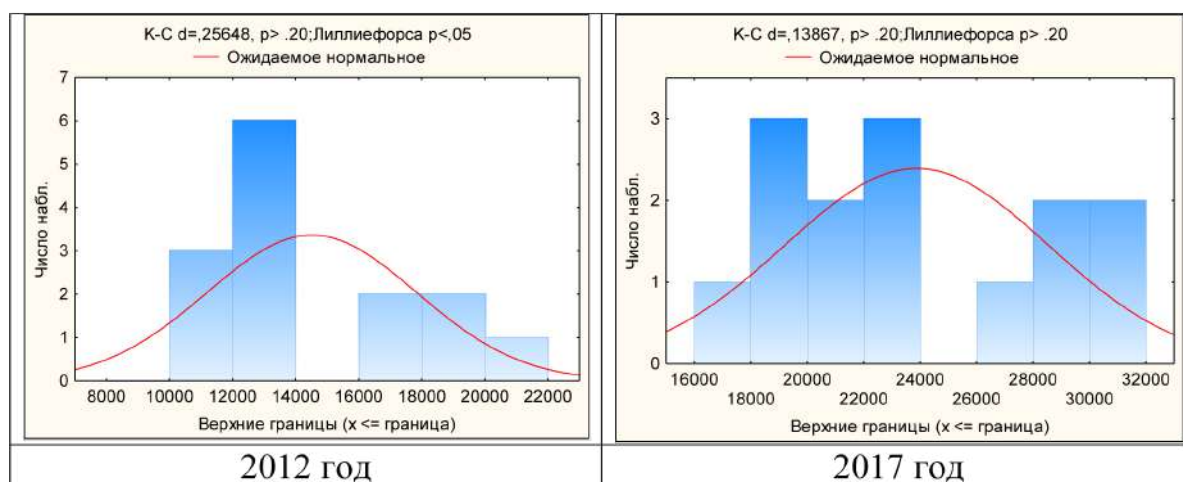 K-C d=,25648, p> .20;Лиллиефорса p<,05
Ожидаемое нормальное
7
6
5
4
3
2
1
0
Число набл.
8000 10000 12000 14000 16000 18000 20000 22000
Верхние границы (x <= граница)
2012 год
K-C d=,13867, p> .20;Лиллиефорса p> .20
Ожидаемое нормальное
3
2
1
0
Число набл.
16000 20000 24000 28000 32000
18000 22000 26000 30000
Верхние границы (x <= граница)
2017 год